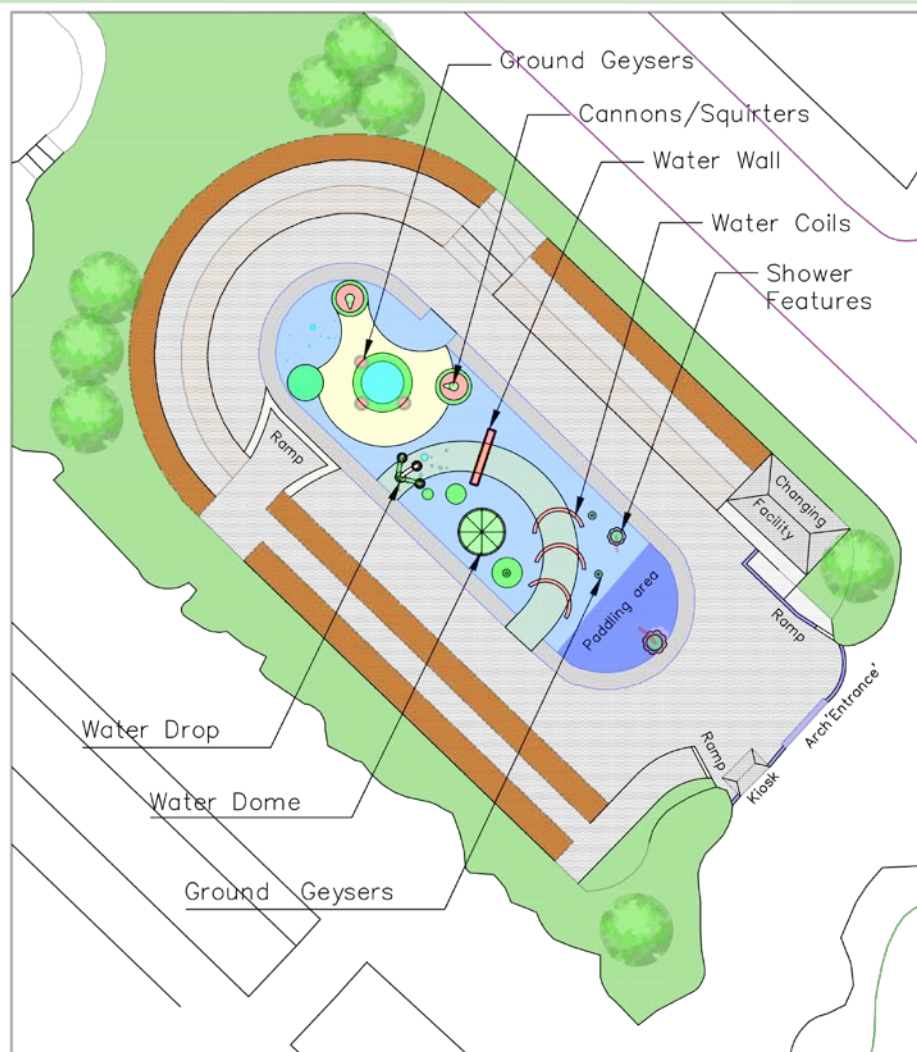 Ground Geysers
Cannons/Squirters
Water Wall
Water Coils
Shower
Features
Ramp
Changing
Facility
Paddling area
Ramp
Arch'Entrance'
Ramp
Kiosk
Water Drop
Water Dome
Ground Geysers